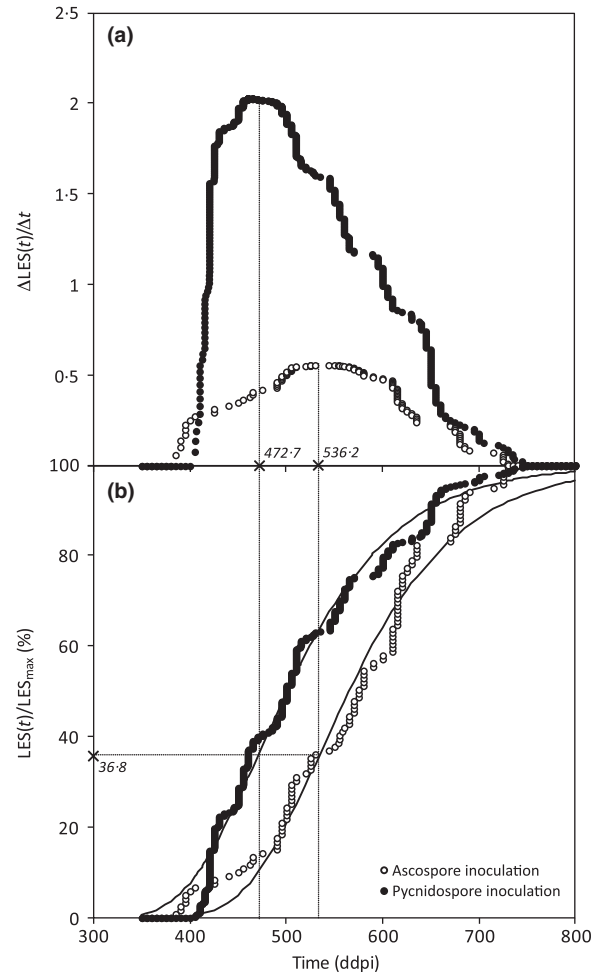 2·5
(a)
2
1·5
1
0·5
ΔLES(t)/Δt
472·7
536·2
100
(b)
80
60
40
20
0
LES(t)/LESmax (%)
36·8
Ascospore inoculation
Pycnidospore inoculation
300 400 500 600 700 800
Time (ddpi)